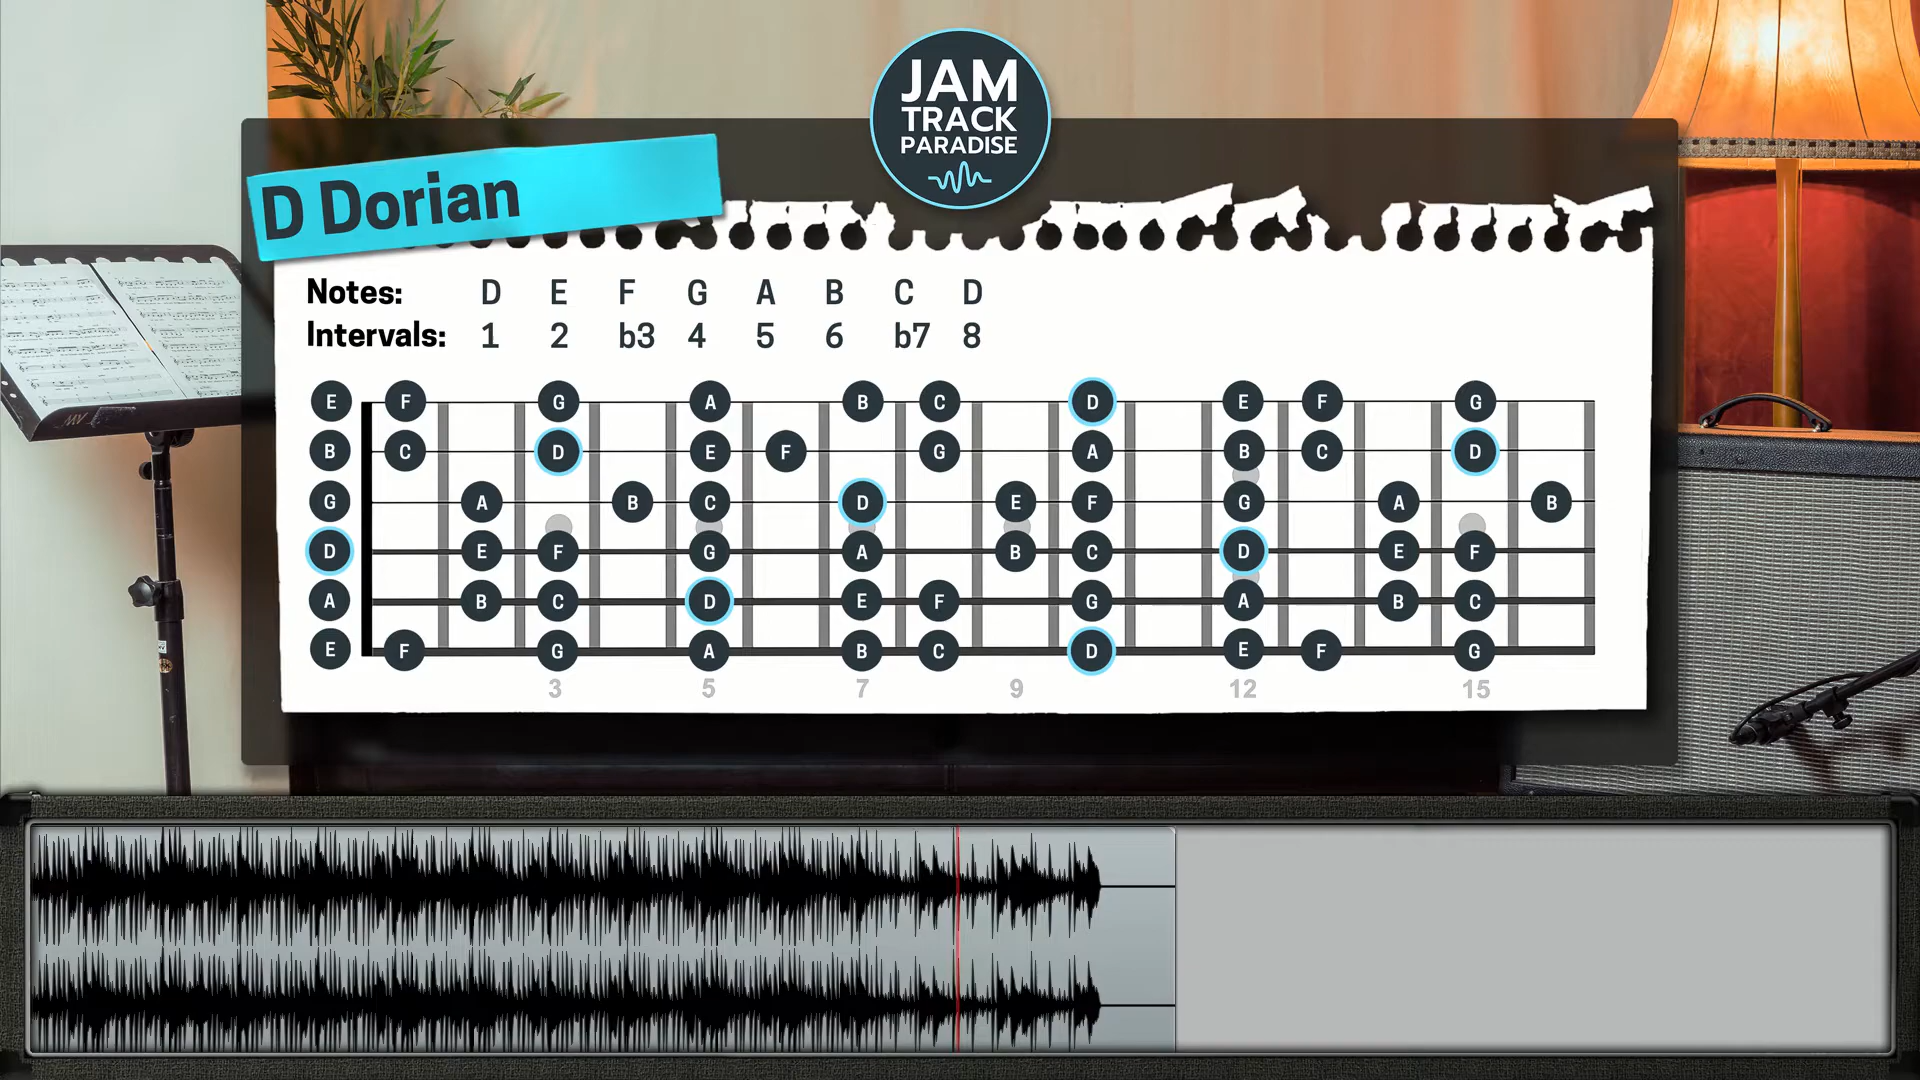 JAM
TRACK
PARADISE
D Dorian
Notes: D E F G A B C D
Intervals: 1 2 b3 4 5 6 b7 8
E F G A B C D E F G
B C D E F G A B C D
G A B C D E F G A B
D E F G A B C D E F
A B C D E F G A B C
E F G A B C D E F G
3 5 7 9 12 15